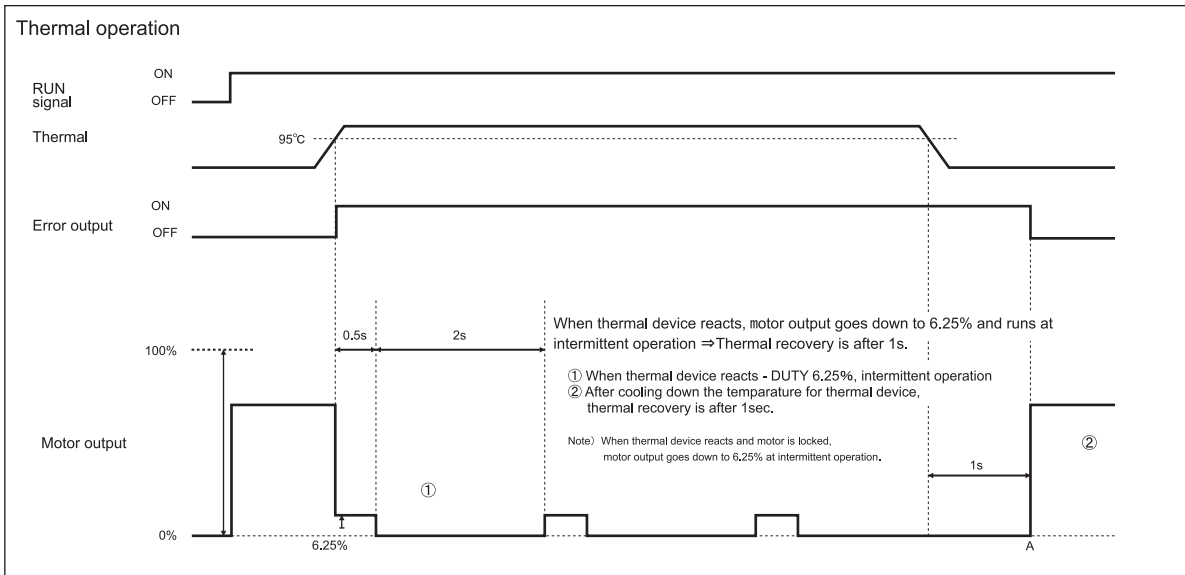 Thermal operation
RUN
signal
ON
OFF
Thermal
95℃
Error output
ON
OFF
0.5s
2s
When thermal device reacts, motor output goes down to 6.25% and runs at
intermittent operation ⇒Thermal recovery is after 1s.
① When thermal device reacts - DUTY 6.25%, intermittent operation
② After cooling down the temparature for thermal device,
thermal recovery is after 1sec.
Note) When thermal device reacts and motor is locked,
motor output goes down to 6.25% at intermittent operation.
100%
Motor output
0%
6.25%
①
1s
②
A